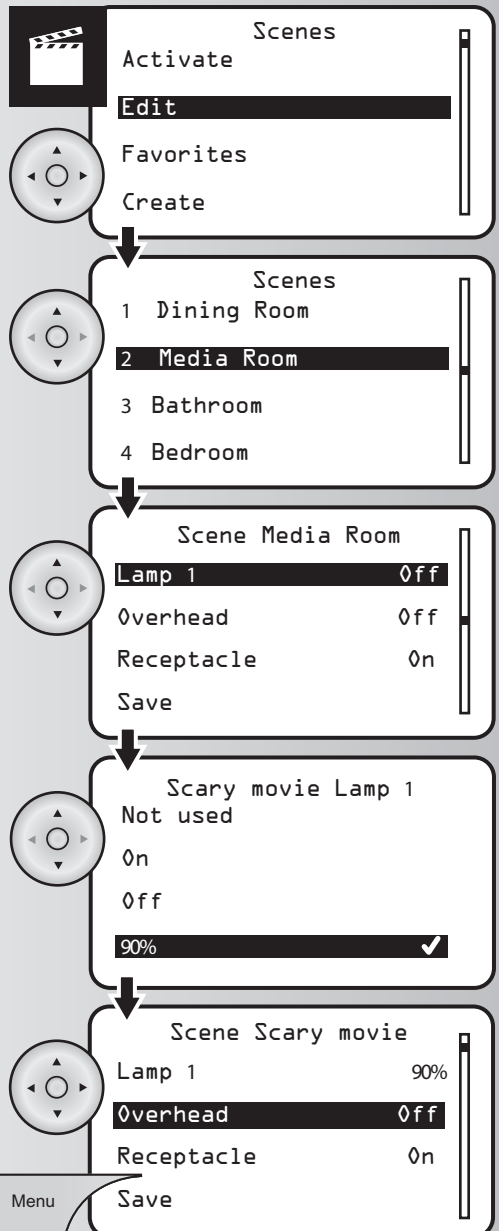 Scenes
Activate
Edit
Favorites
Create
Scenes
1 Dining Room
2 Media Room
3 Bathroom
4 Bedroom
Scene Media Room
Lamp 1 Off
Overhead Off
Receptacle On
Save
Scary movie Lamp 1
Not used
On
Off
90%
Scene Scary movie
Lamp 1 90%
Overhead Off
Receptacle On
Menu Save